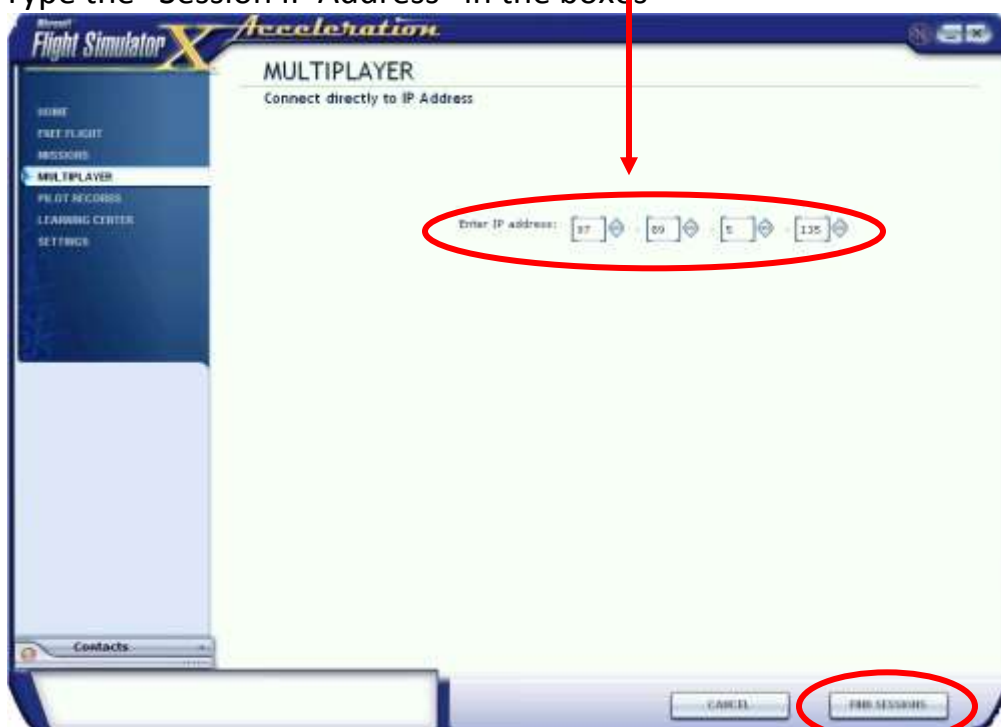 Type the "Session IP Address" in the boxes
Microsoft
Flight Simulator X Acceleration
MULTIPLAYER
Connect directly to IP Address
HOME
FREE FLIGHT
MISSIONS
MULTIPLAYER
PILOT RECORDS
LEARNING CENTER
SETTINGS
Enter IP address: 97 . 89 . 5 . 135
Contacts
CANCEL
FIND SESSIONS